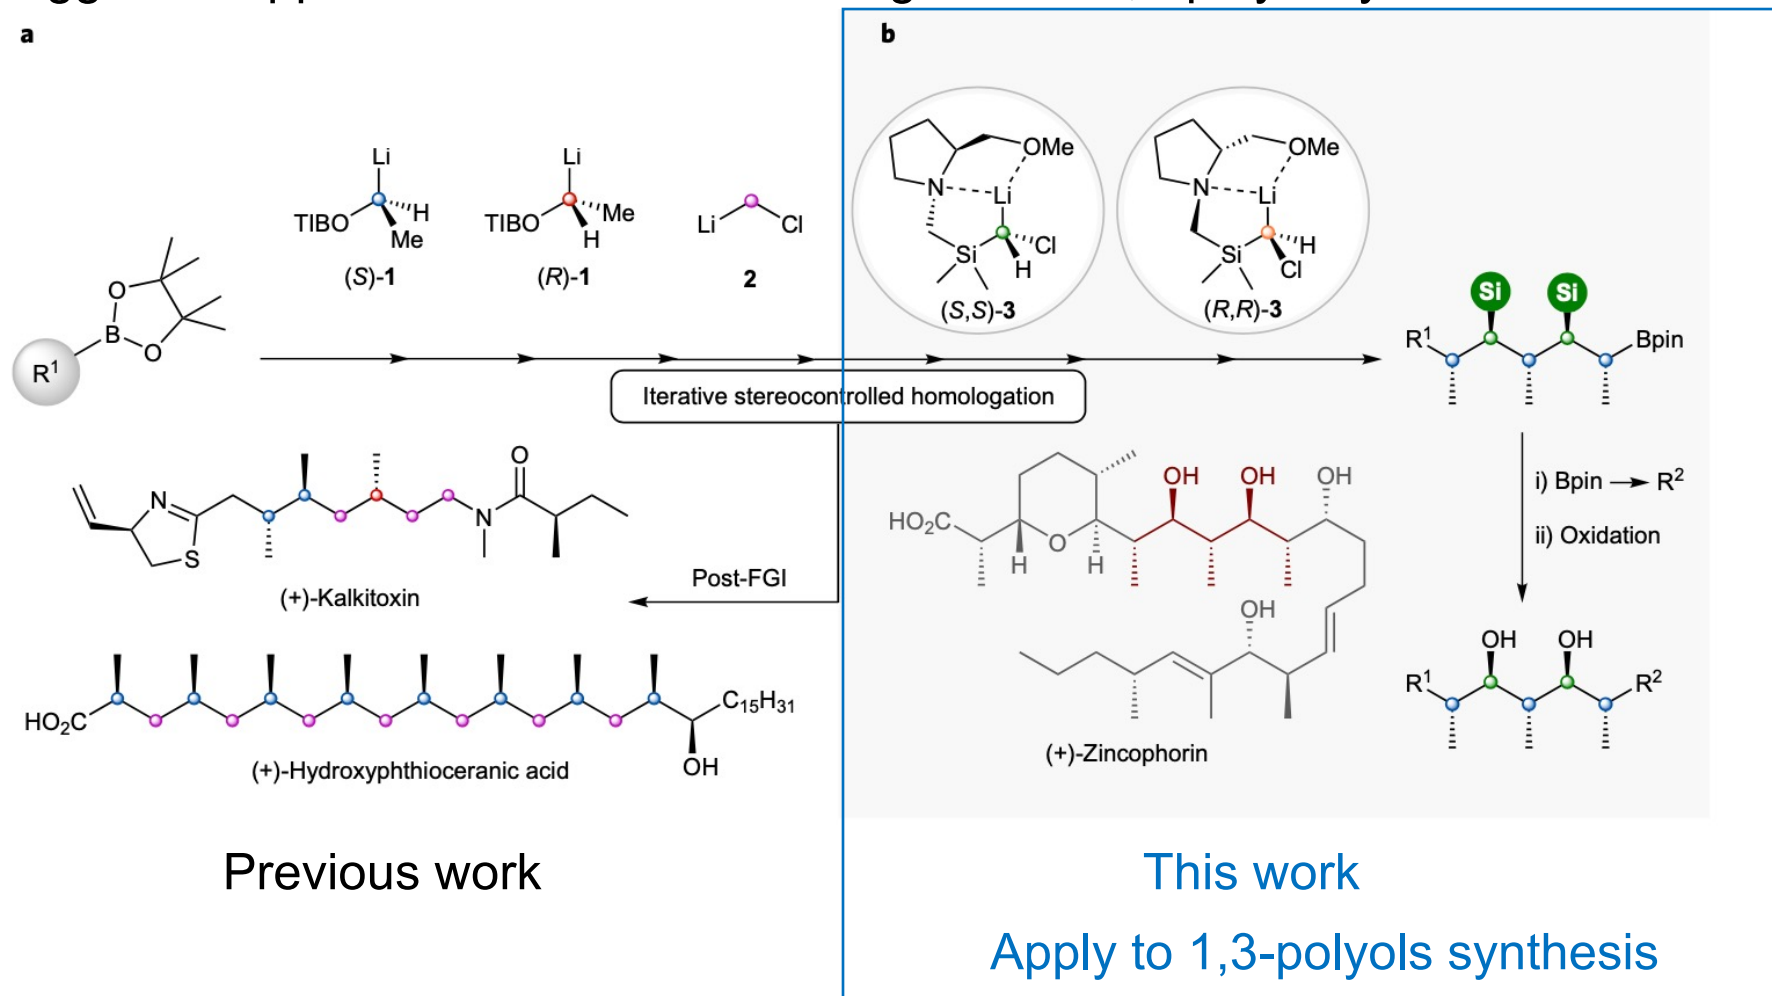 a
Li
TIBO
H
Me
(S)-1
Li
TIBO
Me
H
(R)-1
Li
Cl
2
R1
B
O
O
Iterative stereocontrolled homologation
N
S
N
O
(+)-Kalkitoxin
Post-FGI
HO2C
C15H31
OH
(+)-Hydroxyphthioceranic acid
Previous work
b
OMe
N
Li
Si
Cl
H
(S,S)-3
OMe
N
Li
Si
H
Cl
(R,R)-3
Si
Si
R1
Bpin
i) Bpin → R2
ii) Oxidation
HO2C
H
O
H
OH
OH
OH
OH
(+)-Zincophorin
OH
OH
R1
R2
This work
Apply to 1,3-polyols synthesis